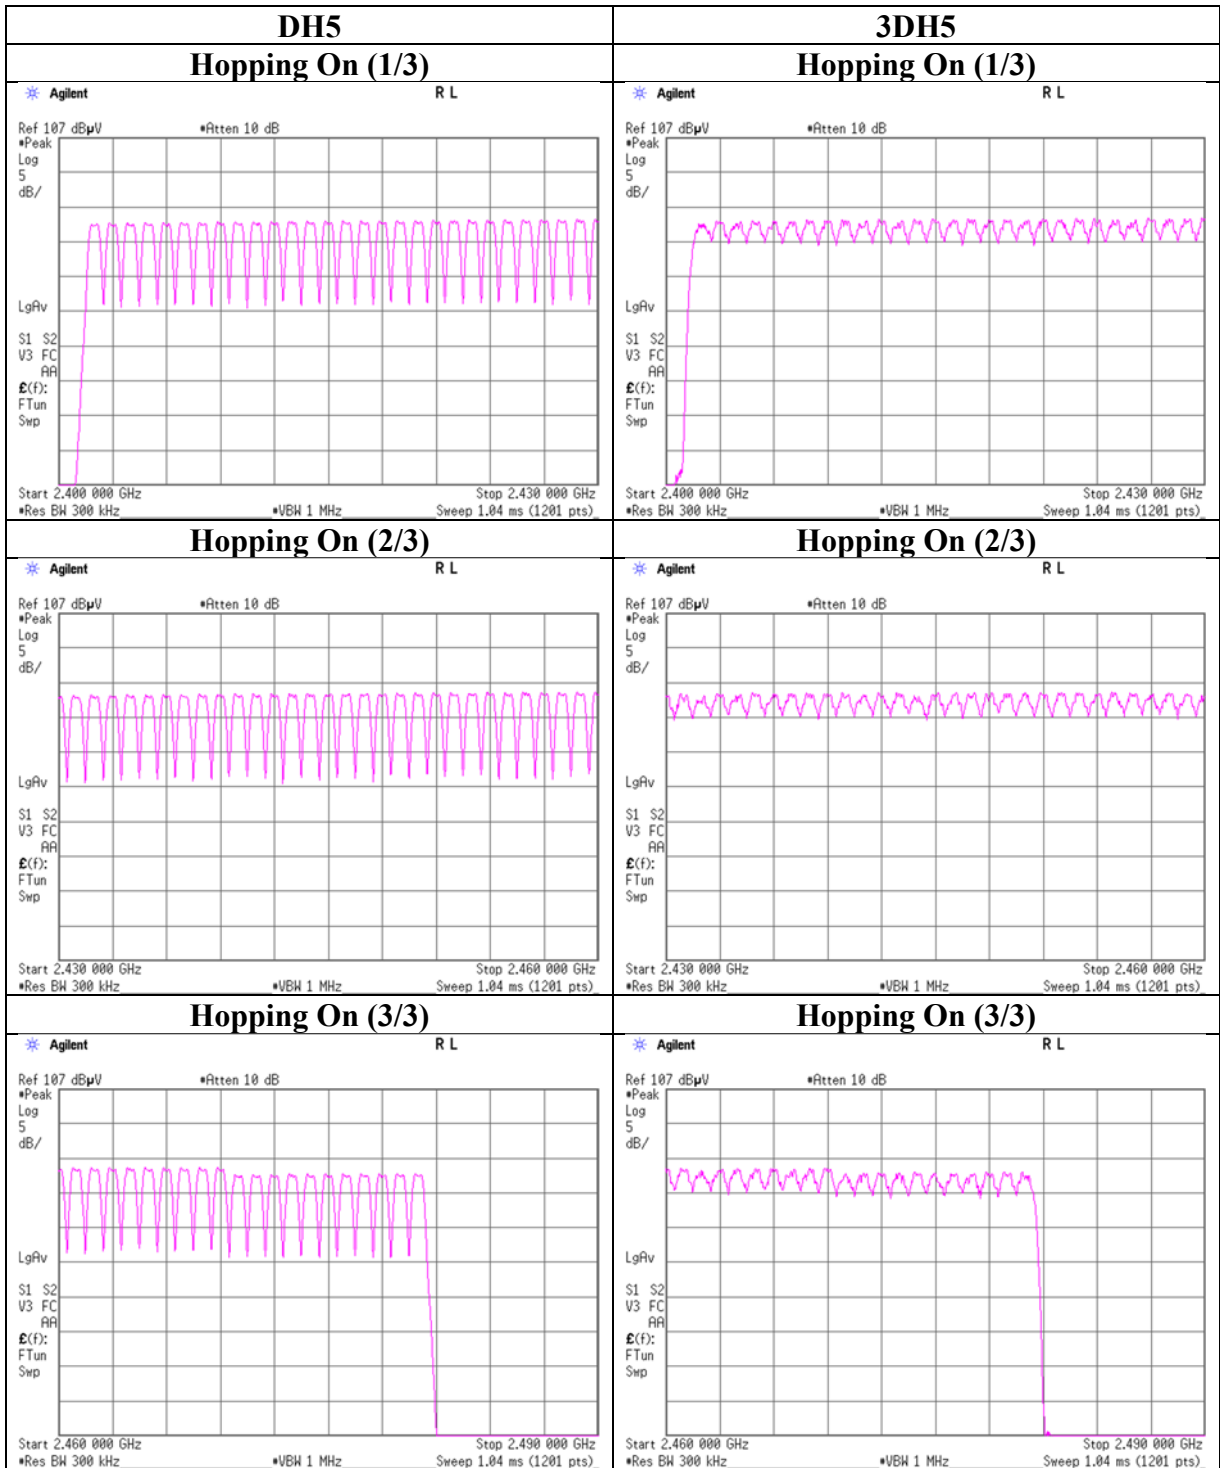 DH5 3DH5
Hopping On (1/3) Hopping On (1/3)
Agilent R L Agilent R L
Ref 107 dBµV *Atten 10 dB Ref 107 dBµV *Atten 10 dB
*Peak *Peak
Log Log
5 5
dB/ dB/
LgAv LgAv
S1 S2 S1 S2
V3 FC V3 FC
AA AA
£(f): £(f):
FTun FTun
Swp Swp
Start 2.400 000 GHz Stop 2.430 000 GHz Start 2.400 000 GHz Stop 2.430 000 GHz
*Res BW 300 kHz *VBW 1 MHz Sweep 1.04 ms (1201 pts) *Res BW 300 kHz *VBW 1 MHz Sweep 1.04 ms (1201 pts)
Hopping On (2/3) Hopping On (2/3)
Agilent R L Agilent R L
Ref 107 dBµV *Atten 10 dB Ref 107 dBµV *Atten 10 dB
*Peak *Peak
Log Log
5 5
dB/ dB/
LgAv LgAv
S1 S2 S1 S2
V3 FC V3 FC
AA AA
£(f): £(f):
FTun FTun
Swp Swp
Start 2.430 000 GHz Stop 2.460 000 GHz Start 2.430 000 GHz Stop 2.460 000 GHz
*Res BW 300 kHz *VBW 1 MHz Sweep 1.04 ms (1201 pts) *Res BW 300 kHz *VBW 1 MHz Sweep 1.04 ms (1201 pts)
Hopping On (3/3) Hopping On (3/3)
Agilent R L Agilent R L
Ref 107 dBµV *Atten 10 dB Ref 107 dBµV *Atten 10 dB
*Peak *Peak
Log Log
5 5
dB/ dB/
LgAv LgAv
S1 S2 S1 S2
V3 FC V3 FC
AA AA
£(f): £(f):
FTun FTun
Swp Swp
Start 2.460 000 GHz Stop 2.490 000 GHz Start 2.460 000 GHz Stop 2.490 000 GHz
*Res BW 300 kHz *VBW 1 MHz Sweep 1.04 ms (1201 pts) *Res BW 300 kHz *VBW 1 MHz Sweep 1.04 ms (1201 pts)